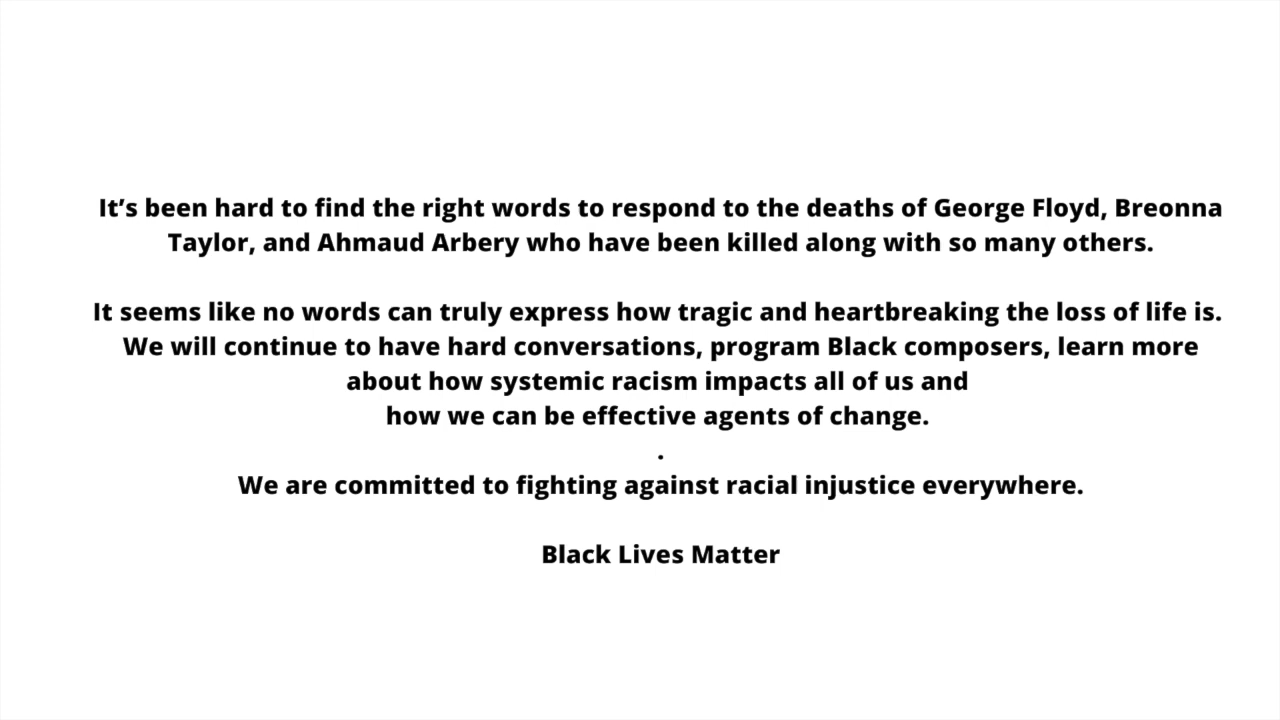 It’s been hard to find the right words to respond to the deaths of George Floyd, Breonna
Taylor, and Ahmaud Arbery who have been killed along with so many others.
It seems like no words can truly express how tragic and heartbreaking the loss of life is.
We will continue to have hard conversations, program Black composers, learn more
about how systemic racism impacts all of us and
how we can be effective agents of change.
.
We are committed to fighting against racial injustice everywhere.
Black Lives Matter